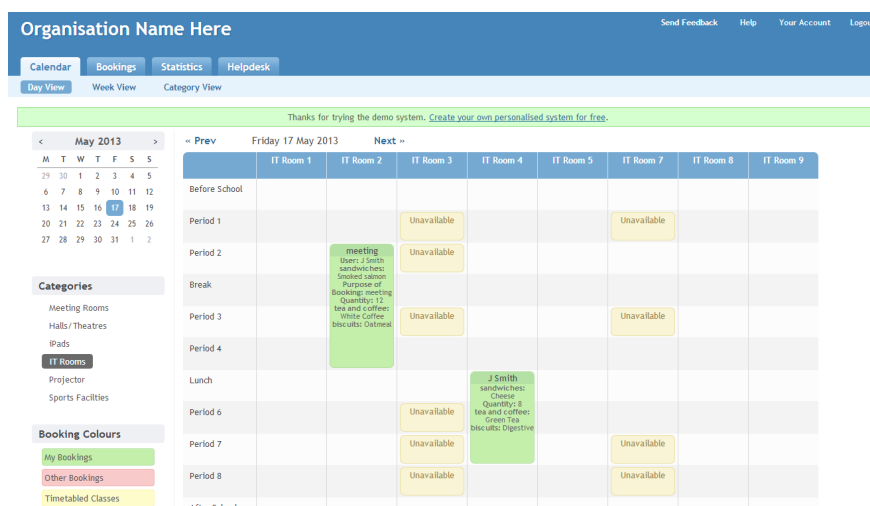 Organisation Name Here
Send Feedback Help Your Account Logout
Calendar Bookings Statistics Helpdesk
Day View Week View Category View
Thanks for trying the demo system. Create your own personalised system for free.
< May 2013 >
M T W T F S S
29 30 1 2 3 4 5
6 7 8 9 10 11 12
13 14 15 16 17 18 19
20 21 22 23 24 25 26
27 28 29 30 31 1 2
Categories
Meeting Rooms
Halls/Theatres
iPads
IT Rooms
Projector
Sports Facilties
Booking Colours
My Bookings
Other Bookings
Timetabled Classes
« Prev Friday 17 May 2013 Next »
IT Room 1 IT Room 2 IT Room 3 IT Room 4 IT Room 5 IT Room 7 IT Room 8 IT Room 9
Before School
Period 1 Unavailable Unavailable
Period 2 Unavailable
meeting
User: J Smith
sandwiches:
Smoked salmon
Purpose of
Booking: meeting
Quantity: 12
tea and coffee:
White Coffee
biscuits: Oatmeal
Break
Period 3 Unavailable Unavailable
Period 4
Lunch
J Smith
sandwiches:
Cheese
Quantity: 8
tea and coffee:
Green Tea
biscuits: Digestive
Period 6 Unavailable
Period 7 Unavailable Unavailable
Period 8 Unavailable Unavailable